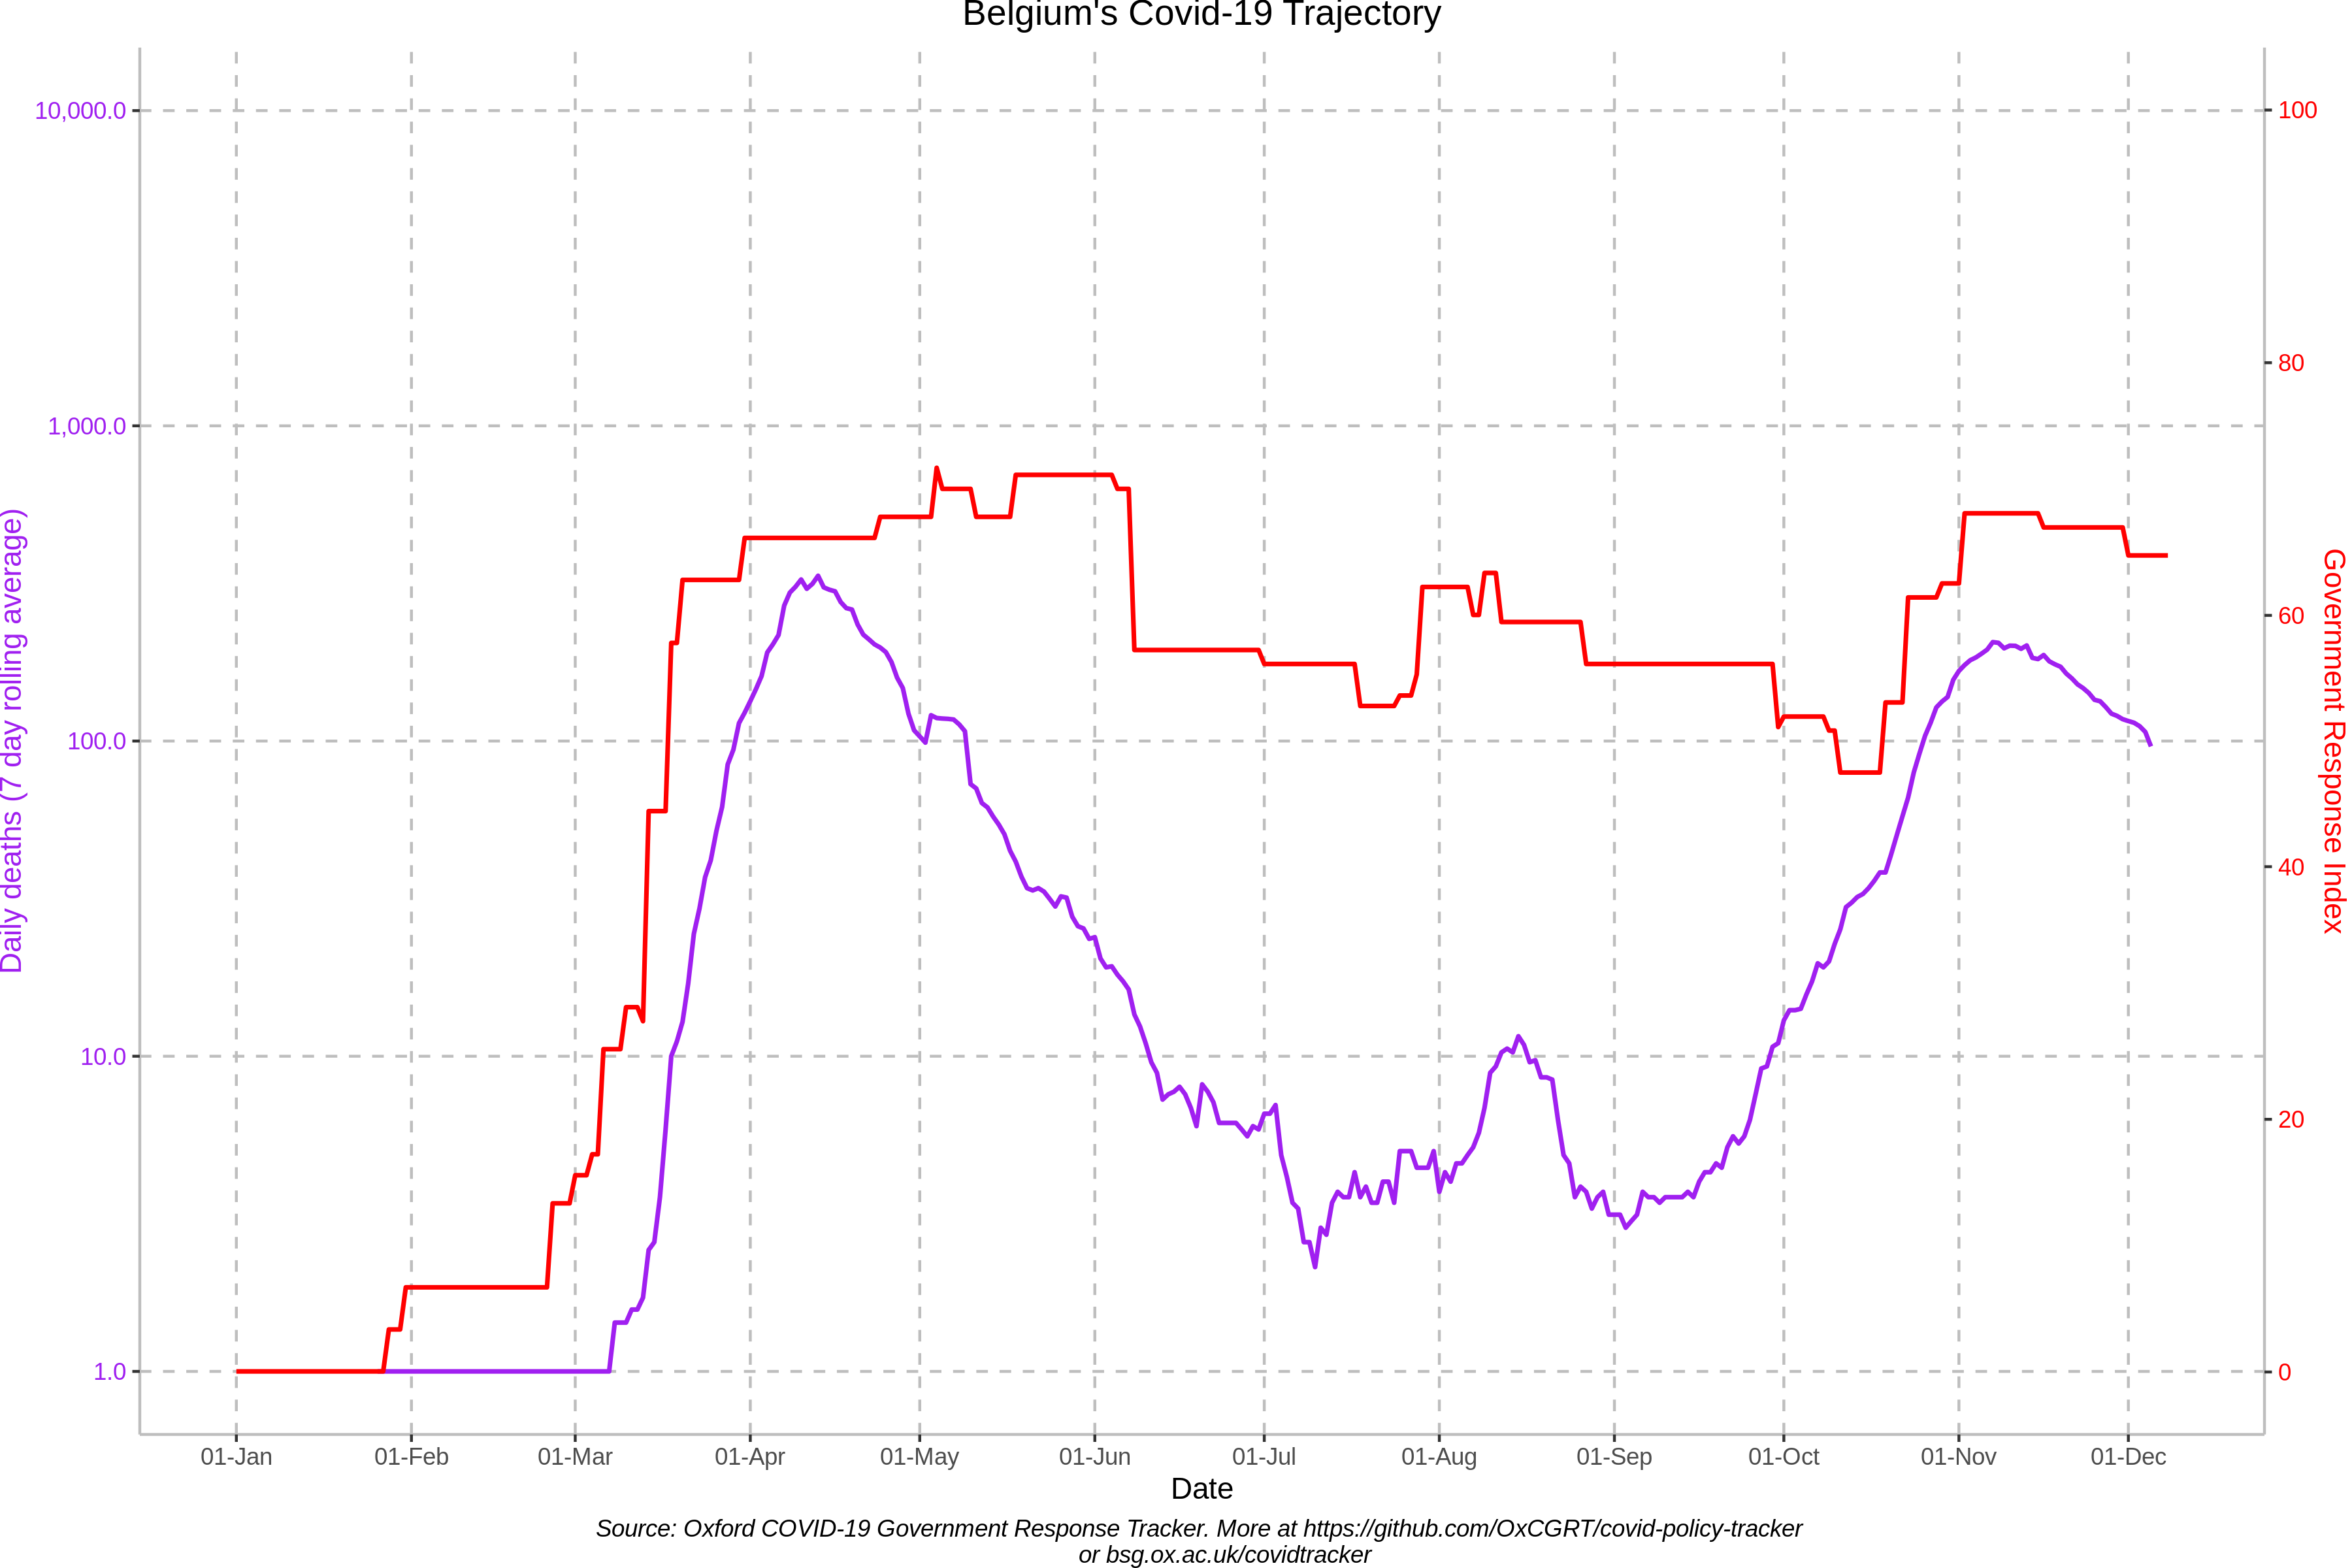 Belgium's Covid-19 Trajectory
10,000.0
1,000.0
100.0
10.0
1.0
Daily deaths (7 day rolling average)
100
80
60
40
20
0
Government Response Index
01-Jan 01-Feb 01-Mar 01-Apr 01-May 01-Jun 01-Jul 01-Aug 01-Sep 01-Oct 01-Nov 01-Dec
Date
Source: Oxford COVID-19 Government Response Tracker. More at https://github.com/OxCGRT/covid-policy-tracker
or bsg.ox.ac.uk/covidtracker